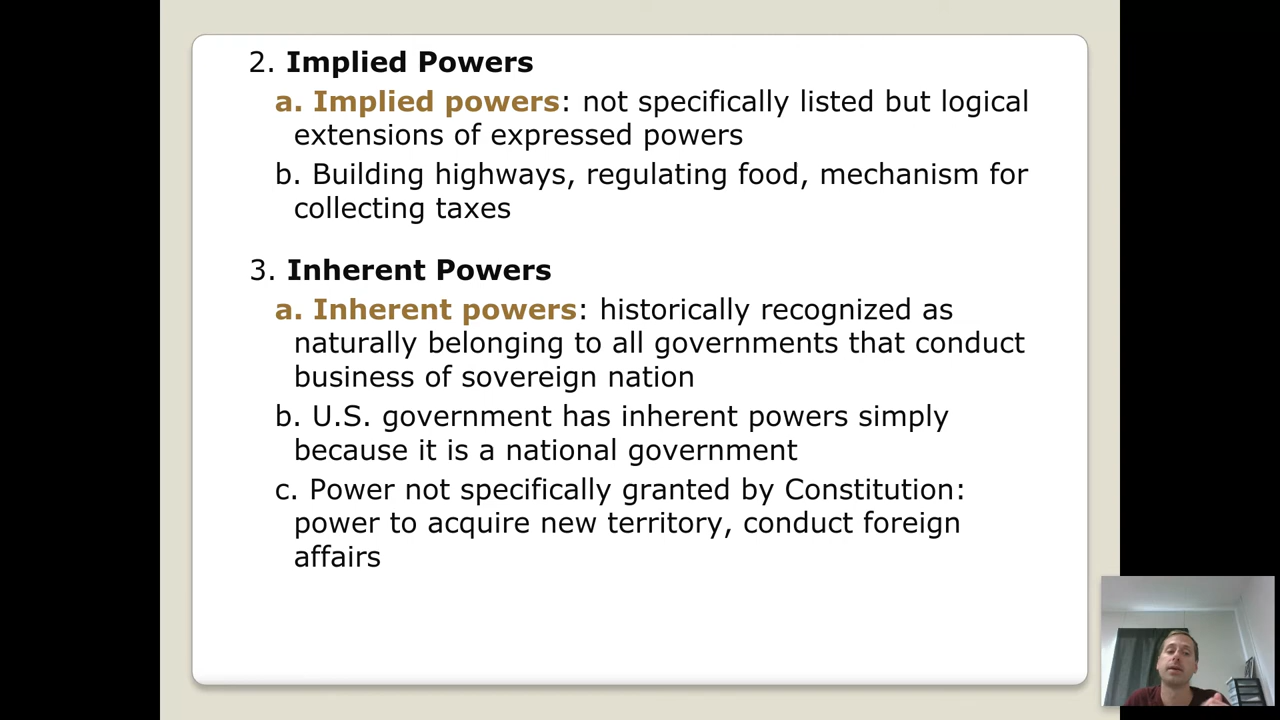 2. Implied Powers
a. Implied powers: not specifically listed but logical
extensions of expressed powers
b. Building highways, regulating food, mechanism for
collecting taxes
3. Inherent Powers
a. Inherent powers: historically recognized as
naturally belonging to all governments that conduct
business of sovereign nation
b. U.S. government has inherent powers simply
because it is a national government
c. Power not specifically granted by Constitution:
power to acquire new territory, conduct foreign
affairs